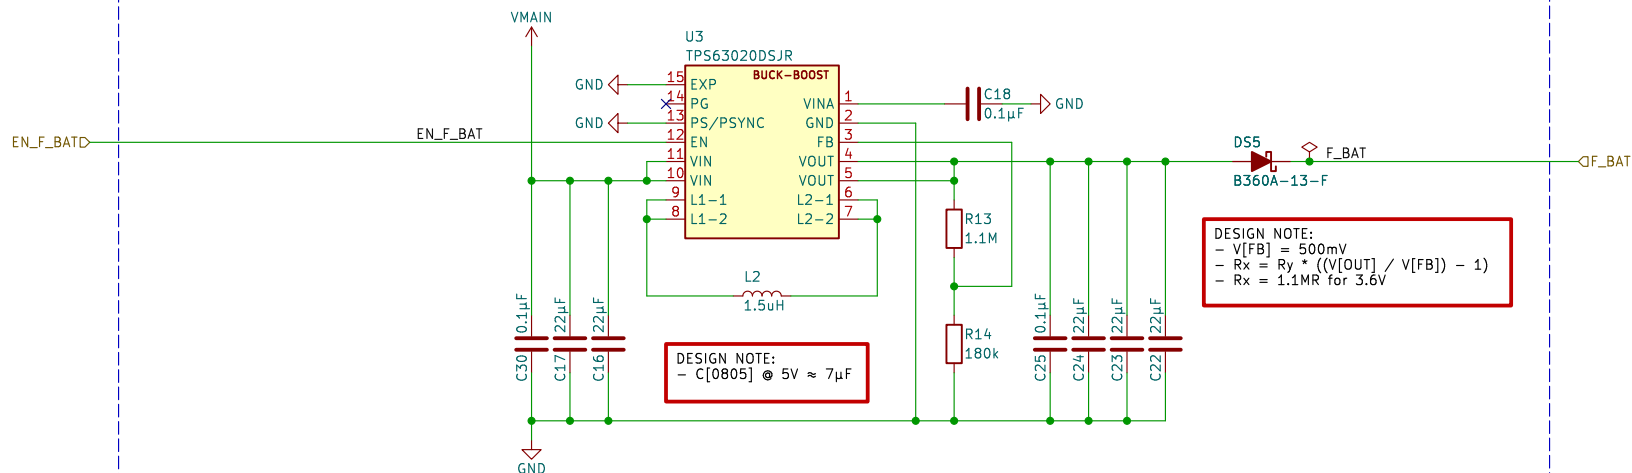 VMAIN
U3
TPS63020DSJR
BUCK-BOOST
GND
15
EXP
14
PG
GND
13
PS/PSYNC
EN_F_BAT
EN_F_BAT
12
EN
11
VIN
10
VIN
9
L1-1
8
L1-2
VINA
1
GND
2
FB
3
VOUT
4
VOUT
5
L2-1
6
L2-2
7
C18
0.1µF
GND
DS5
B360A-13-F
F_BAT
F_BAT
R13
1.1M
L2
1.5uH
R14
180k
C30
0.1µF
C17
22µF
C16
22µF
C25
0.1µF
C24
22µF
C23
22µF
C22
22µF
DESIGN NOTE:
- C[0805] @ 5V ≈ 7µF
DESIGN NOTE:
- V[FB] = 500mV
- Rx = Ry * ((V[OUT] / V[FB]) - 1)
- Rx = 1.1MR for 3.6V
GND